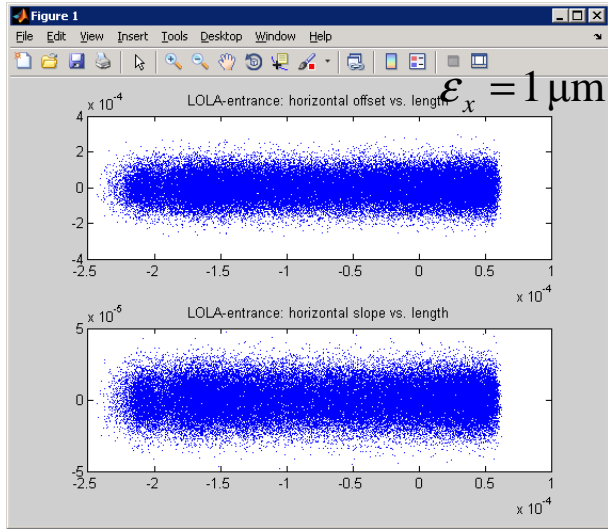 Figure 1
File Edit View Insert Tools Desktop Window Help
εx = 1 μm
x 10-4
LOLA-entrance: horizontal offset vs. length
4
2
0
-2
-4
-2.5 -2 -1.5 -1 -0.5 0 0.5 1
x 10-4
x 10-5
LOLA-entrance: horizontal slope vs. length
5
0
-5
-2.5 -2 -1.5 -1 -0.5 0 0.5 1
x 10-4